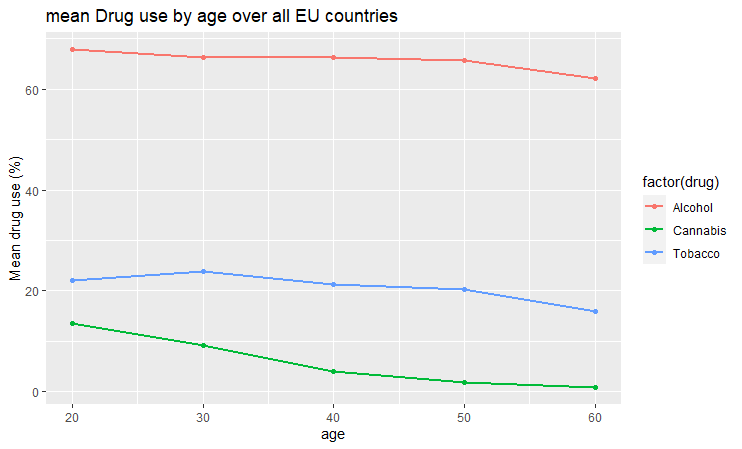 mean Drug use by age over all EU countries
Mean drug use (%)
60
40
20
0
20 30 40 50 60
age
factor(drug)
Alcohol
Cannabis
Tobacco